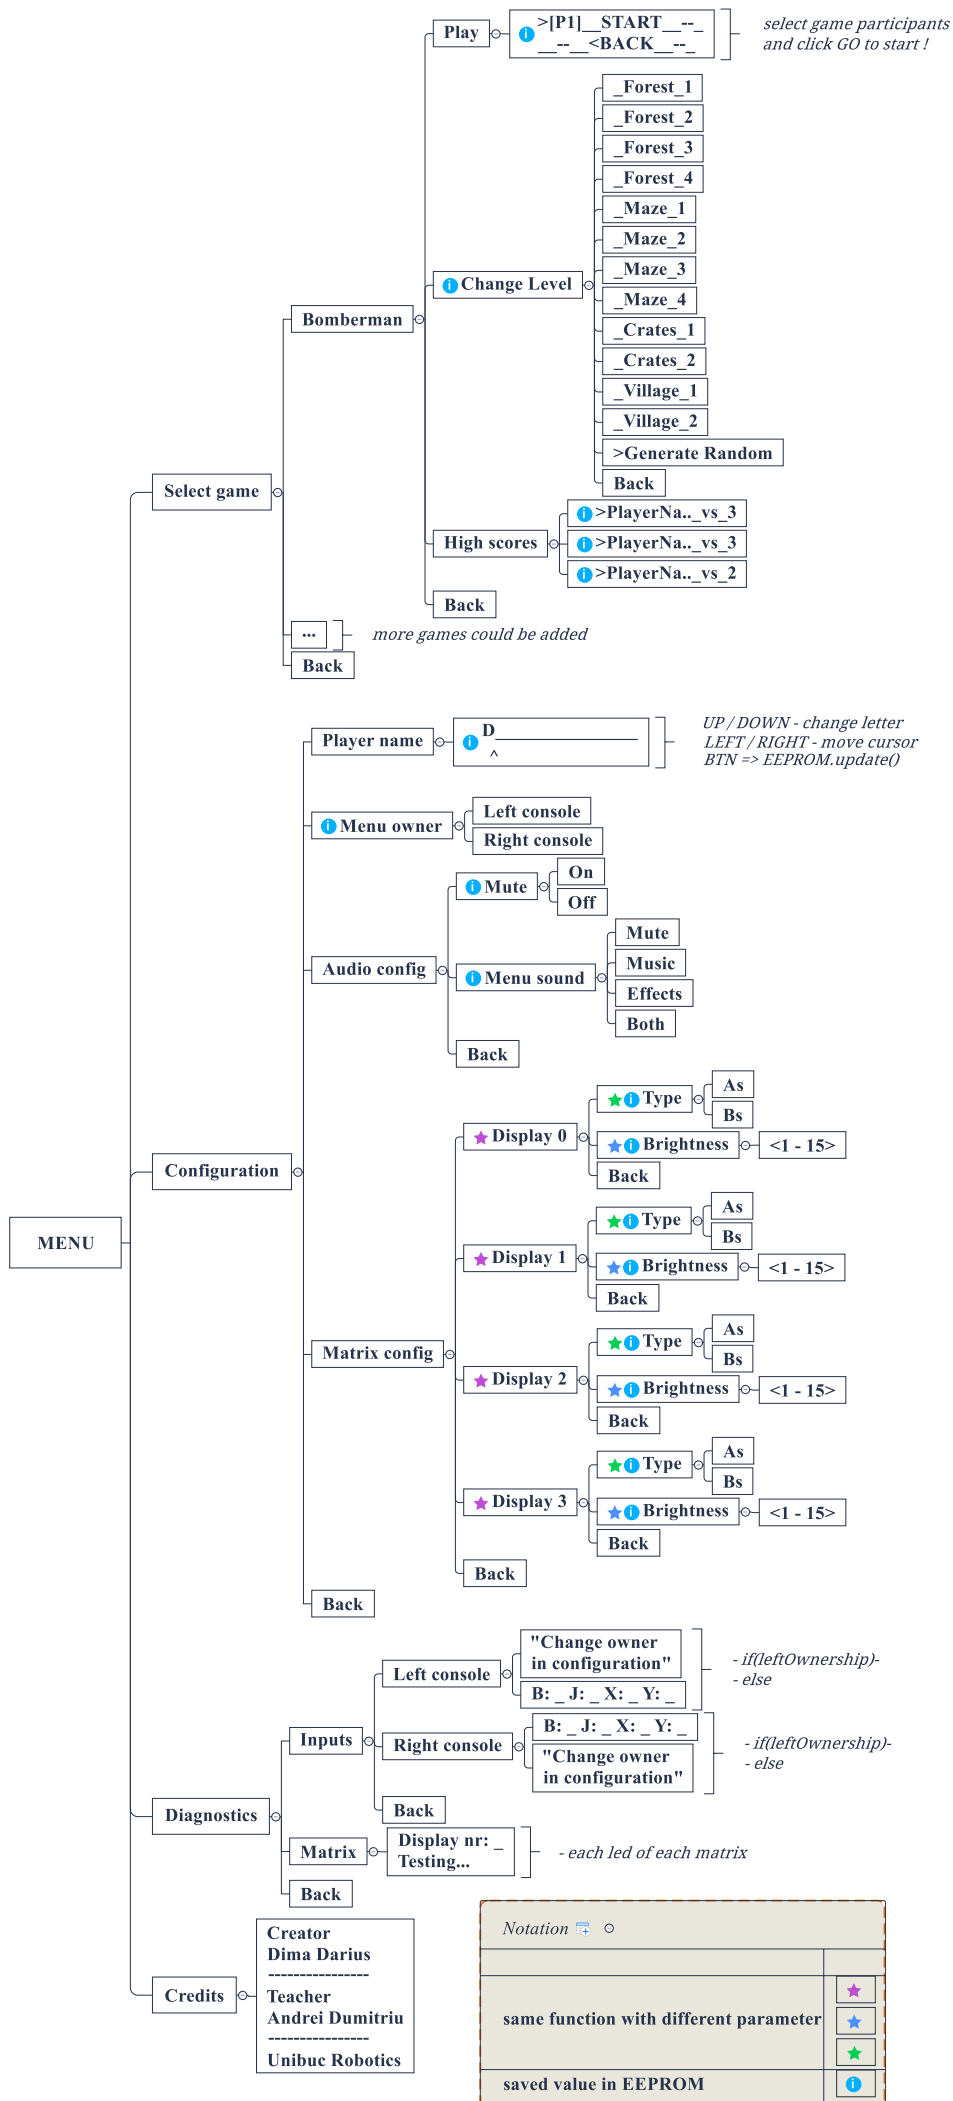 MENU
Select game
Bomberman
Play
>[P1]__START__--_
__--__<BACK__--_
select game participants
and click GO to start !
Change Level
_Forest_1
_Forest_2
_Forest_3
_Forest_4
_Maze_1
_Maze_2
_Maze_3
_Maze_4
_Crates_1
_Crates_2
_Village_1
_Village_2
>Generate Random
Back
High scores
>PlayerNa.._vs_3
>PlayerNa.._vs_3
>PlayerNa.._vs_2
Back
...
more games could be added
Back
Configuration
Player name
D_______________
^
UP / DOWN - change letter
LEFT / RIGHT - move cursor
BTN => EEPROM.update()
Menu owner
Left console
Right console
Audio config
Mute
On
Off
Menu sound
Mute
Music
Effects
Both
Back
Matrix config
Display 0
Type
As
Bs
Brightness
<1 - 15>
Back
Display 1
Type
As
Bs
Brightness
<1 - 15>
Back
Display 2
Type
As
Bs
Brightness
<1 - 15>
Back
Display 3
Type
As
Bs
Brightness
<1 - 15>
Back
Back
Back
Diagnostics
Inputs
Left console
"Change owner
in configuration"
B: _ J: _ X: _ Y: _
- if(leftOwnership)-
- else
Right console
B: _ J: _ X: _ Y: _
"Change owner
in configuration"
- if(leftOwnership)-
- else
Back
Matrix
Display nr: _
Testing...
- each led of each matrix
Back
Credits
Creator
Dima Darius
----------------
Teacher
Andrei Dumitriu
----------------
Unibuc Robotics
Notation
same function with different parameter
saved value in EEPROM